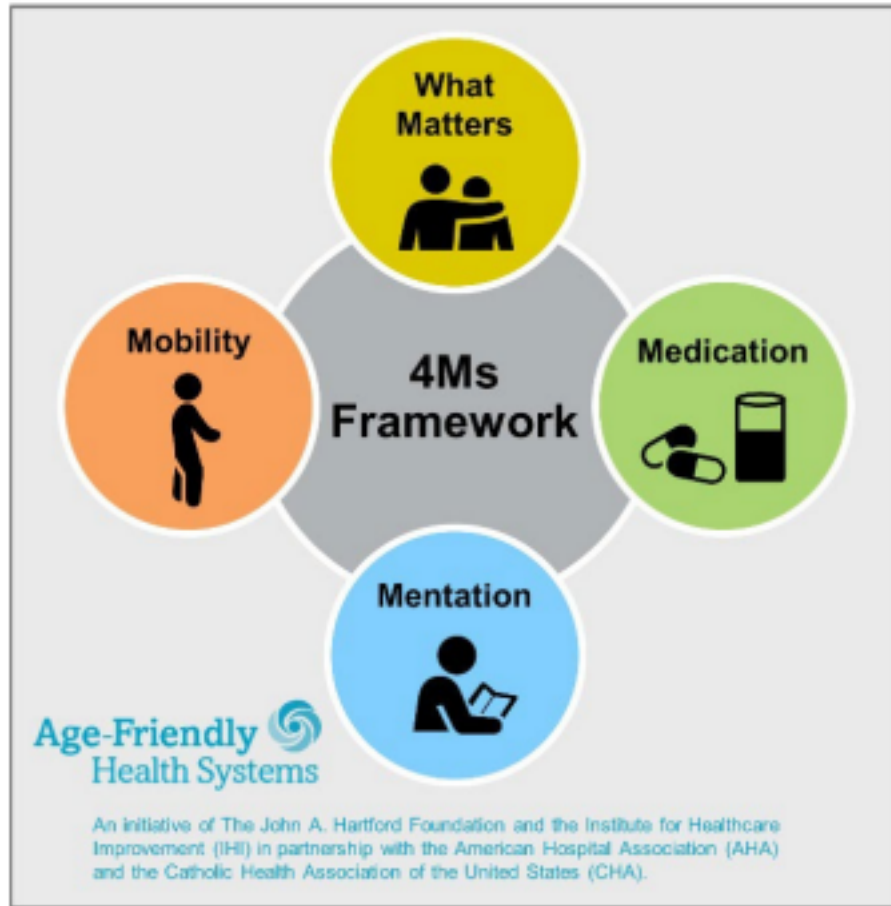 What
Matters
Mobility
4Ms
Framework
Medication
Mentation
Age-Friendly
Health Systems
An initiative of The John A. Hartford Foundation and the Institute for Healthcare
Improvement (IHI) in partnership with the American Hospital Association (AHA)
and the Catholic Health Association of the United States (CHA).